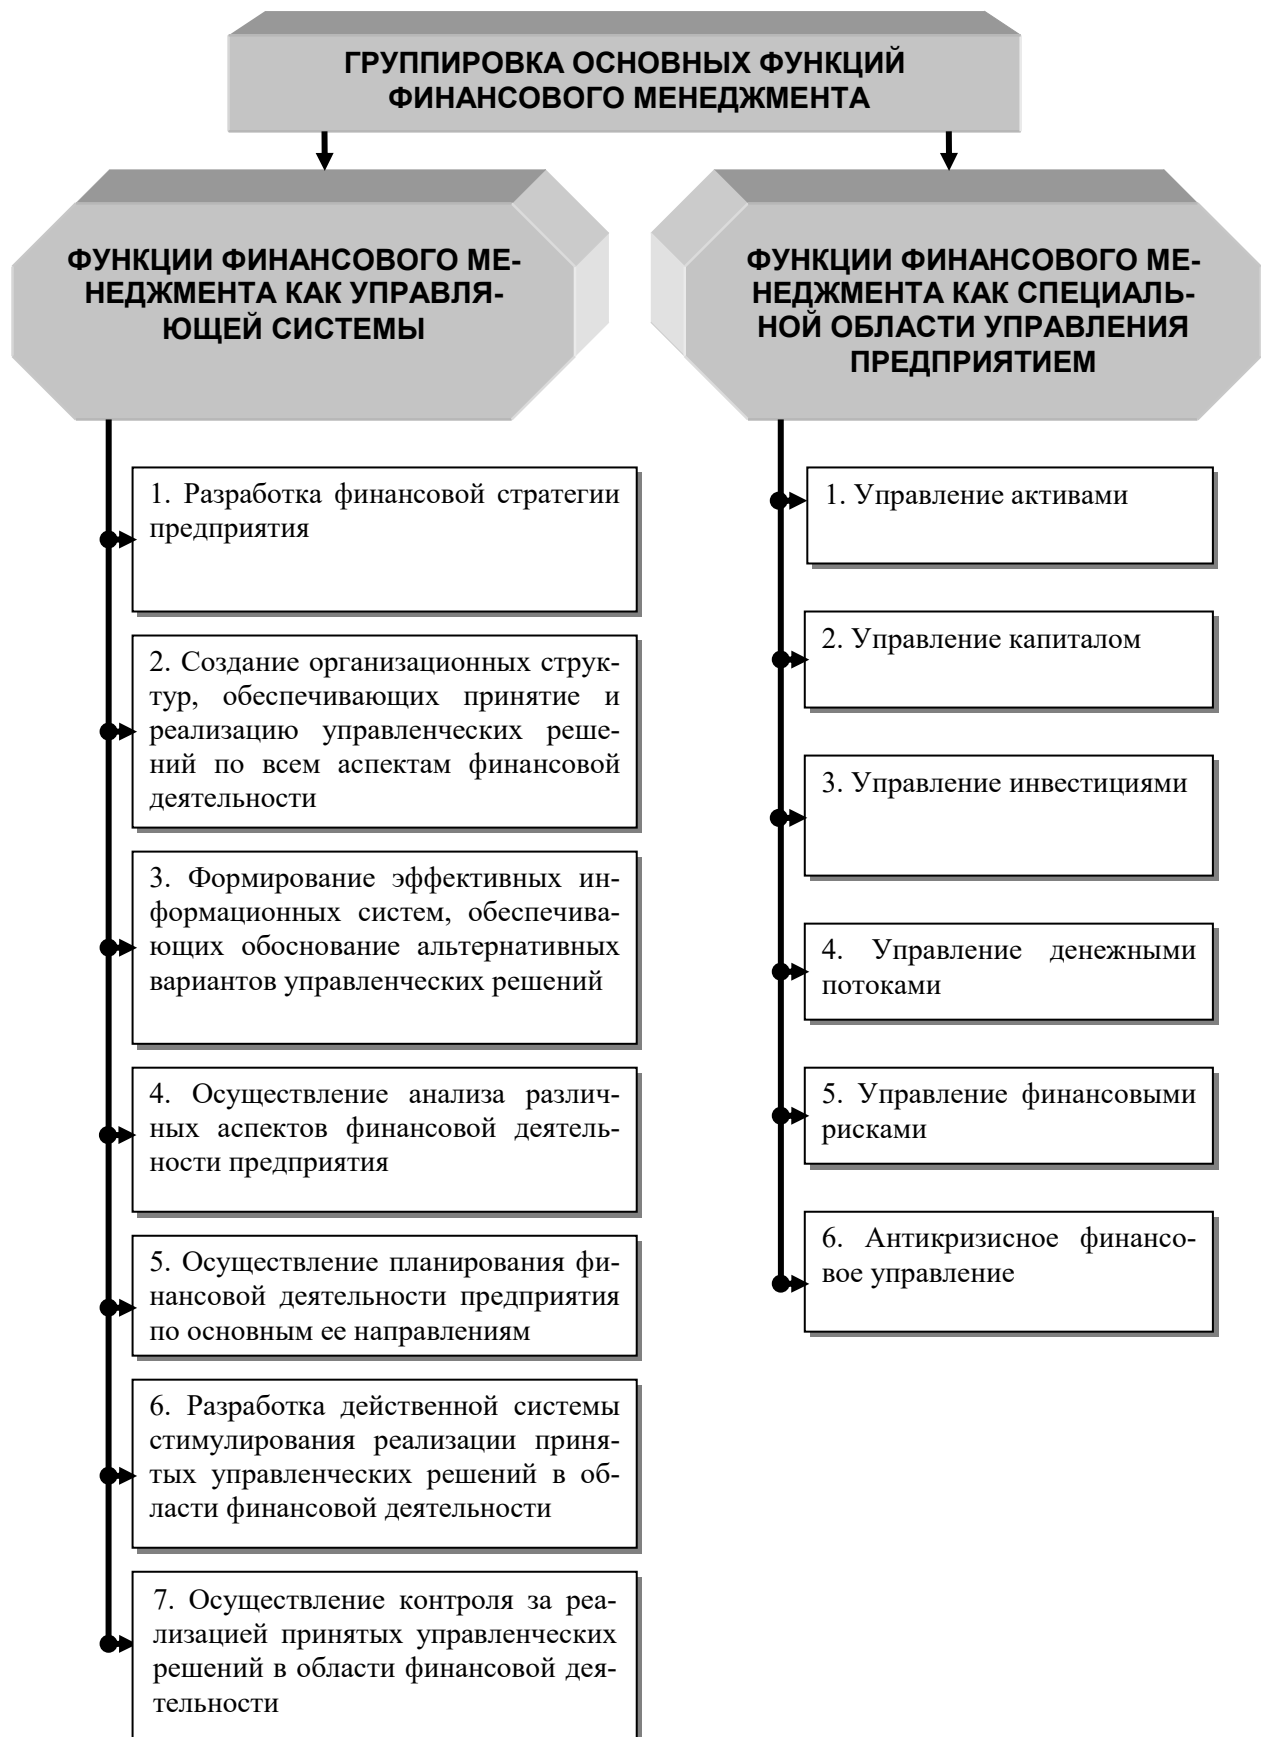 ГРУППИРОВКА ОСНОВНЫХ ФУНКЦИЙ
ФИНАНСОВОГО МЕНЕДЖМЕНТА
ФУНКЦИИ ФИНАНСОВОГО МЕ-
НЕДЖМЕНТА КАК УПРАВЛЯ-
ЮЩЕЙ СИСТЕМЫ
1. Разработка финансовой стратегии
предприятия
2. Создание организационных струк-
тур, обеспечивающих принятие и
реализацию управленческих реше-
ний по всем аспектам финансовой
деятельности
3. Формирование эффективных ин-
формационных систем, обеспечива-
ющих обоснование альтернативных
вариантов управленческих решений
4. Осуществление анализа различ-
ных аспектов финансовой деятель-
ности предприятия
5. Осуществление планирования фи-
нансовой деятельности предприятия
по основным ее направлениям
6. Разработка действенной системы
стимулирования реализации приня-
тых управленческих решений в об-
ласти финансовой деятельности
7. Осуществление контроля за реа-
лизацией принятых управленческих
решений в области финансовой дея-
тельности
ФУНКЦИИ ФИНАНСОВОГО МЕ-
НЕДЖМЕНТА КАК СПЕЦИАЛЬ-
НОЙ ОБЛАСТИ УПРАВЛЕНИЯ
ПРЕДПРИЯТИЕМ
1. Управление активами
2. Управление капиталом
3. Управление инвестициями
4. Управление денежными
потоками
5. Управление финансовыми
рисками
6. Антикризисное финансо-
вое управление